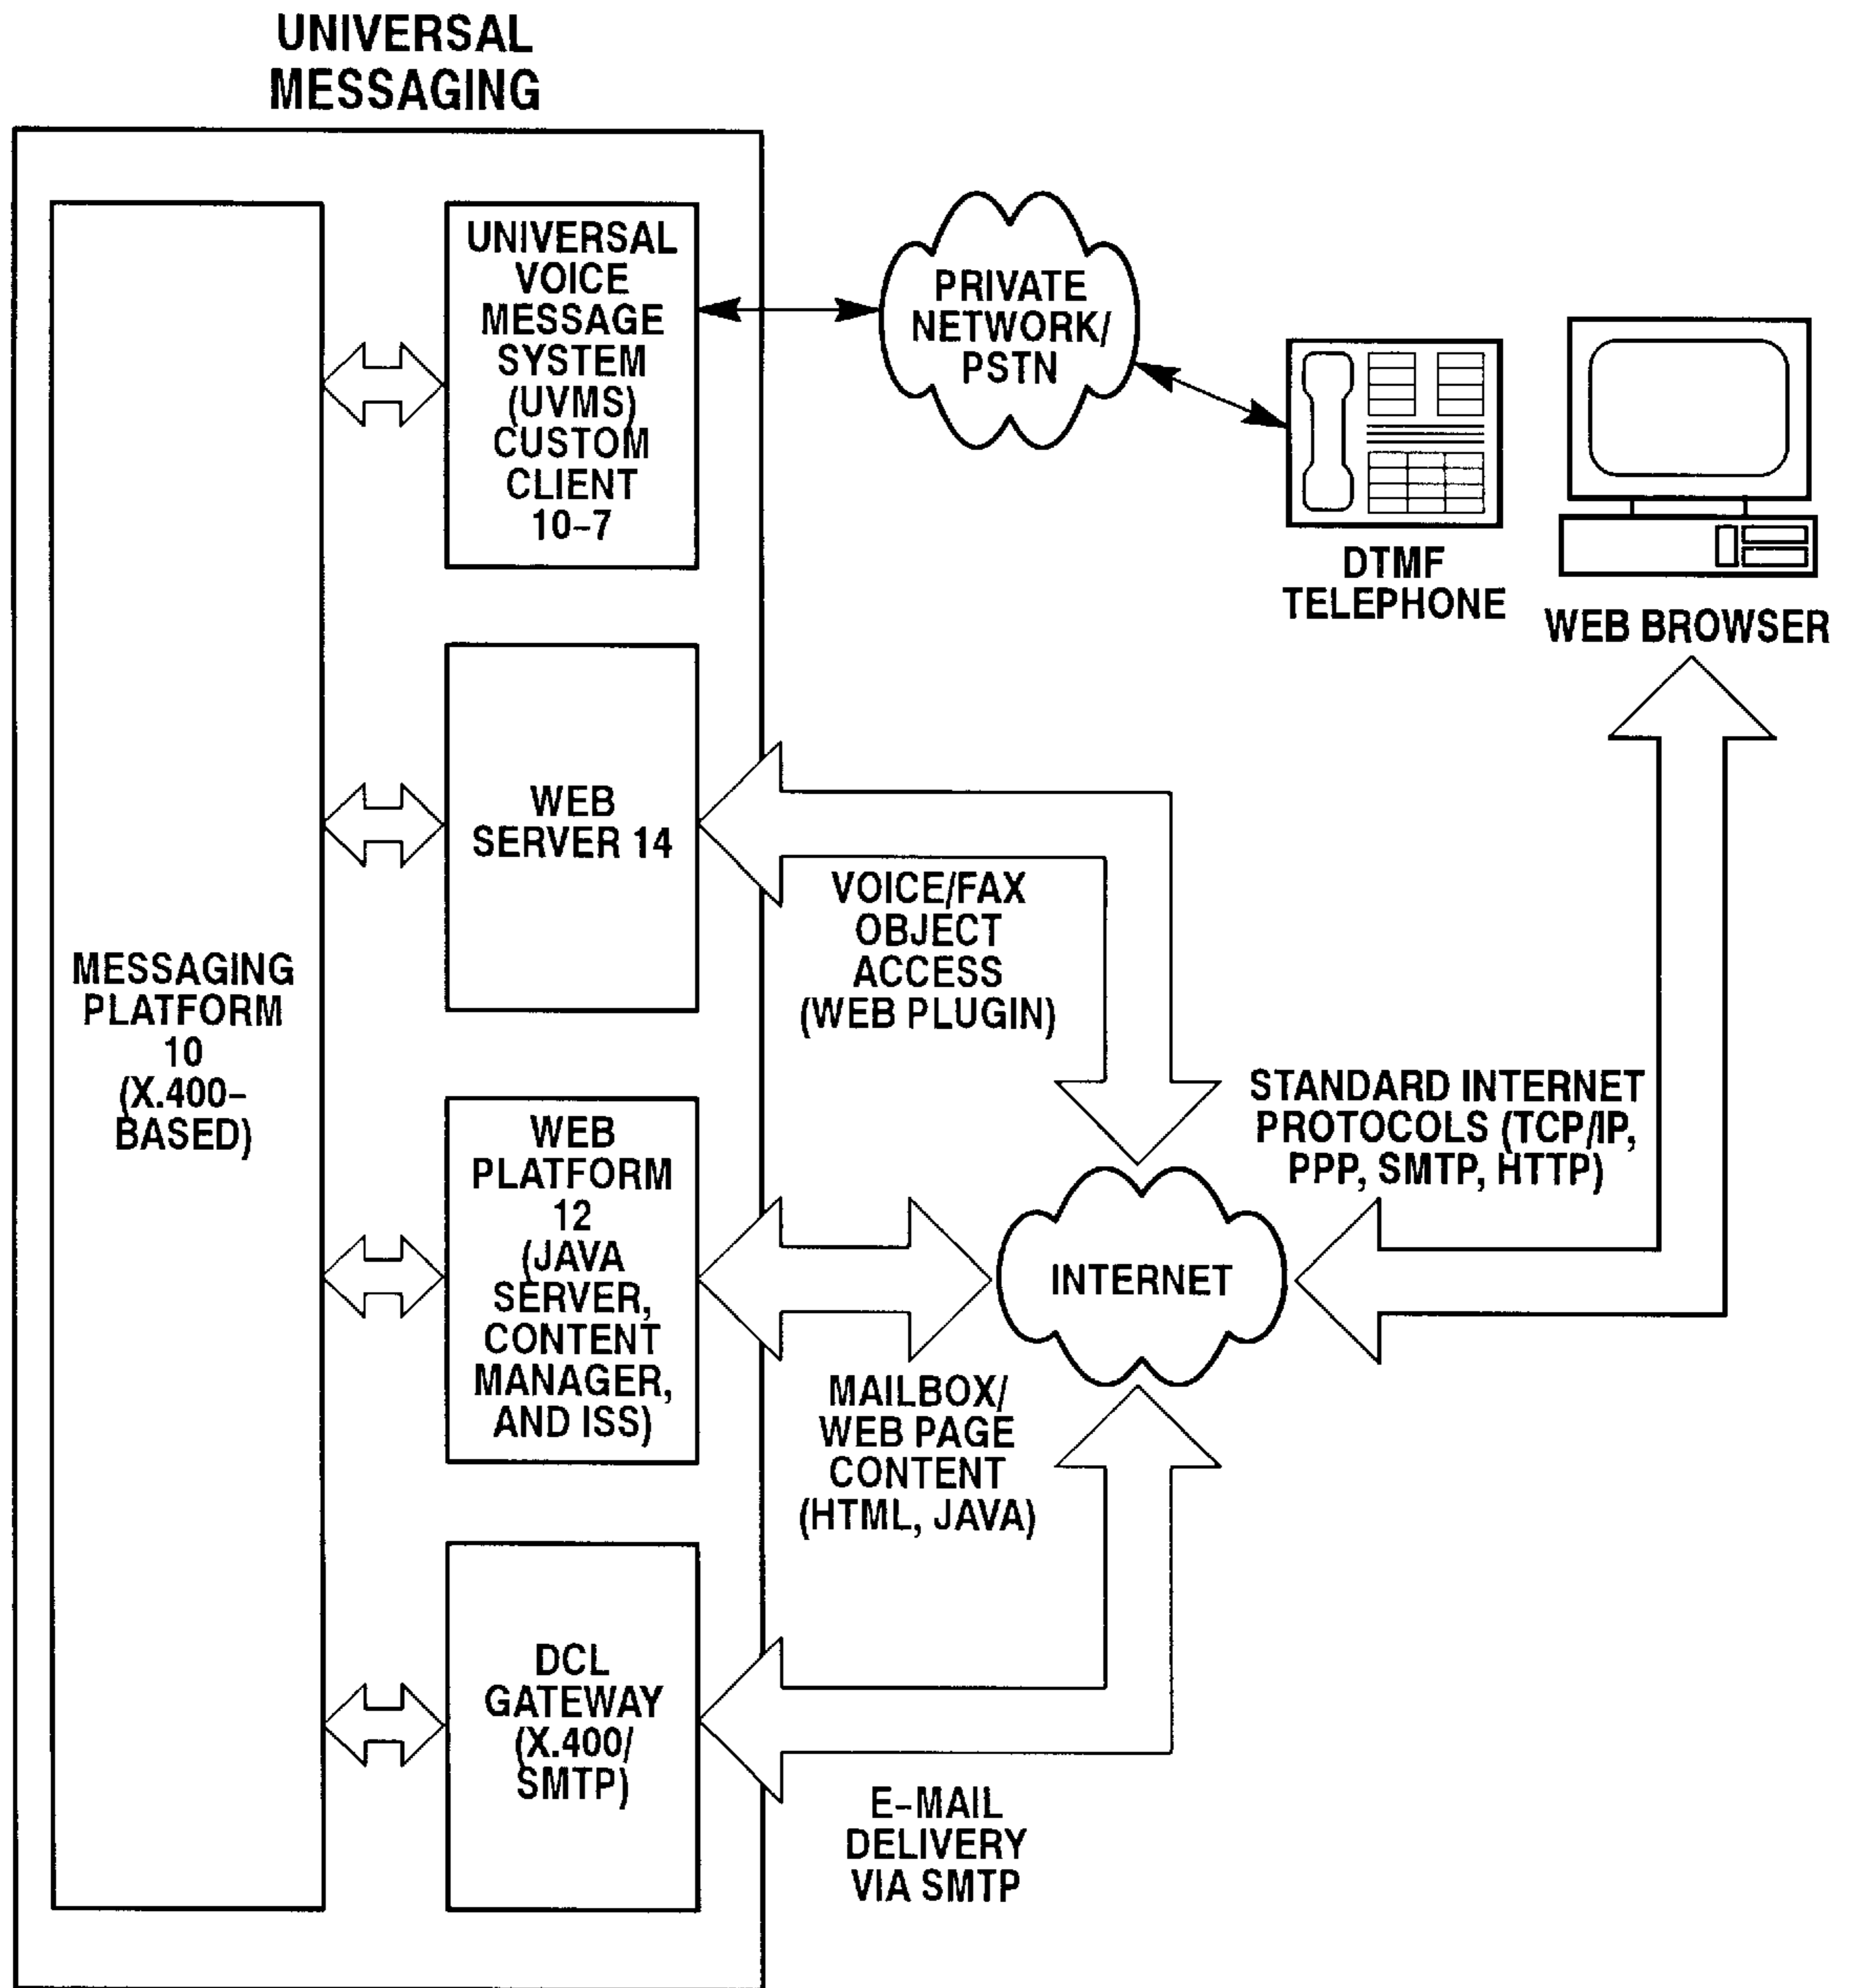 UNIVERSAL
MESSAGING
UNIVERSAL
VOICE
MESSAGE
SYSTEM
(UVMS)
CUSTOM
CLIENT
10-7
PRIVATE
NETWORK/
PSTN
DTMF
TELEPHONE
WEB BROWSER
WEB
SERVER 14
VOICE/FAX
OBJECT
ACCESS
(WEB PLUGIN)
MESSAGING
PLATFORM
10
(X.400-
BASED)
STANDARD INTERNET
PROTOCOLS (TCP/IP,
PPP, SMTP, HTTP)
WEB
PLATFORM
12
(JAVA
SERVER,
CONTENT
MANAGER,
AND ISS)
INTERNET
MAILBOX/
WEB PAGE
CONTENT
(HTML, JAVA)
DCL
GATEWAY
(X.400/
SMTP)
E-MAIL
DELIVERY
VIA SMTP